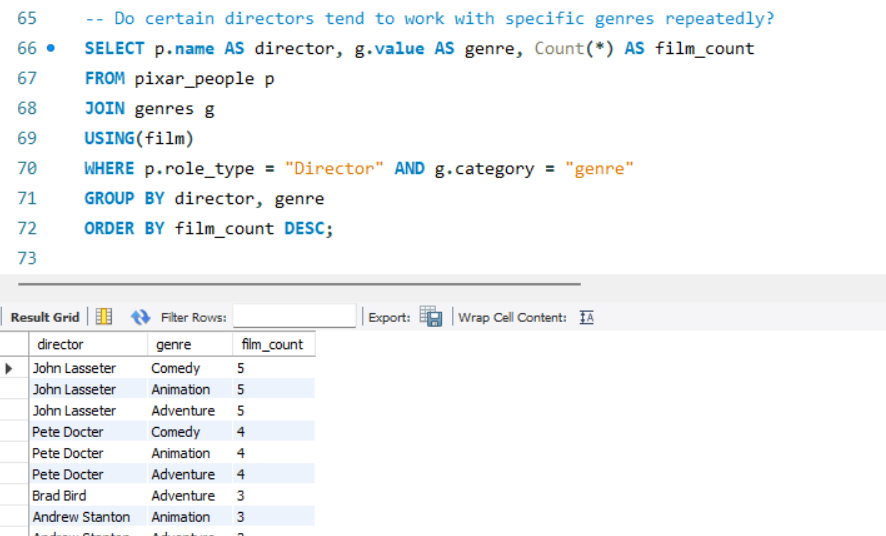 65 -- Do certain directors tend to work with specific genres repeatedly?
66 SELECT p.name AS director, g.value AS genre, Count(*) AS film_count
67 FROM pixar_people p
68 JOIN genres g
69 USING(film)
70 WHERE p.role_type = "Director" AND g.category = "genre"
71 GROUP BY director, genre
72 ORDER BY film_count DESC;
73
Result Grid Filter Rows: Export: Wrap Cell Content: IA
director genre film_count
John Lasseter Comedy 5
John Lasseter Animation 5
John Lasseter Adventure 5
Pete Docter Comedy 4
Pete Docter Animation 4
Pete Docter Adventure 4
Brad Bird Adventure 3
Andrew Stanton Animation 3